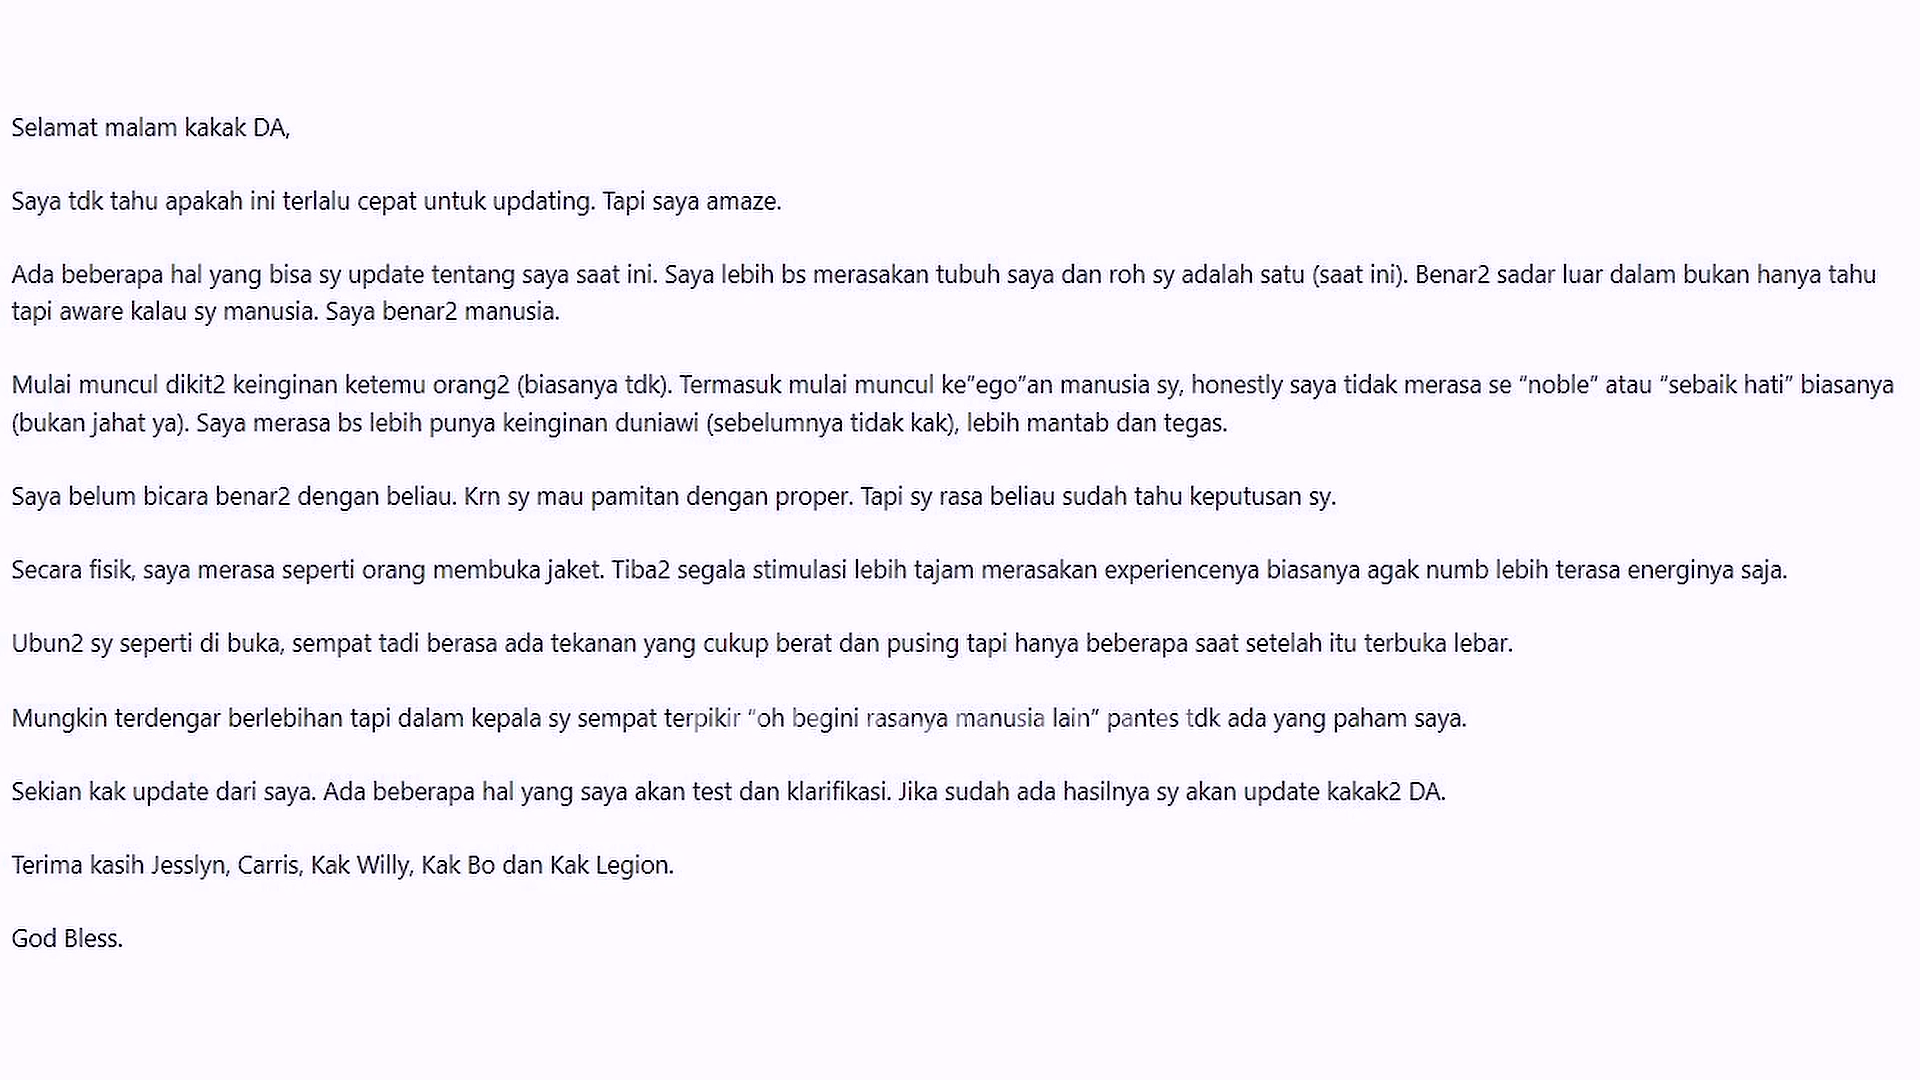 Selamat malam kakak DA,
Saya tdk tahu apakah ini terlalu cepat untuk updating. Tapi saya amaze.
Ada beberapa hal yang bisa sy update tentang saya saat ini. Saya lebih bs merasakan tubuh saya dan roh sy adalah satu (saat ini). Benar2 sadar luar dalam bukan hanya tahu
tapi aware kalau sy manusia. Saya benar2 manusia.
Mulai muncul dikit2 keinginan ketemu orang2 (biasanya tdk). Termasuk mulai muncul ke”ego”an manusia sy, honestly saya tidak merasa se “noble” atau “sebaik hati” biasanya
(bukan jahat ya). Saya merasa bs lebih punya keinginan duniawi (sebelumnya tidak kak), lebih mantab dan tegas.
Saya belum bicara benar2 dengan beliau. Krn sy mau pamitan dengan proper. Tapi sy rasa beliau sudah tahu keputusan sy.
Secara fisik, saya merasa seperti orang membuka jaket. Tiba2 segala stimulasi lebih tajam merasakan experiencenya biasanya agak numb lebih terasa energinya saja.
Ubun2 sy seperti di buka, sempat tadi berasa ada tekanan yang cukup berat dan pusing tapi hanya beberapa saat setelah itu terbuka lebar.
Mungkin terdengar berlebihan tapi dalam kepala sy sempat terpikir “oh begini rasanya manusia lain” pantes tdk ada yang paham saya.
Sekian kak update dari saya. Ada beberapa hal yang saya akan test dan klarifikasi. Jika sudah ada hasilnya sy akan update kakak2 DA.
Terima kasih Jesslyn, Carris, Kak Willy, Kak Bo dan Kak Legion.
God Bless.